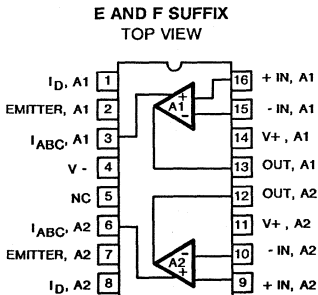 E AND F SUFFIX
TOP VIEW
I_D, A1 1
EMITTER, A1 2
I_ABC, A1 3
V - 4
NC 5
I_ABC, A2 6
EMITTER, A2 7
I_D, A2 8
16 + IN, A1
15 - IN, A1
14 V+ , A1
13 OUT, A1
12 OUT, A2
11 V+ , A2
10 - IN, A2
9 + IN, A2
+
A1
−
−
A2
+